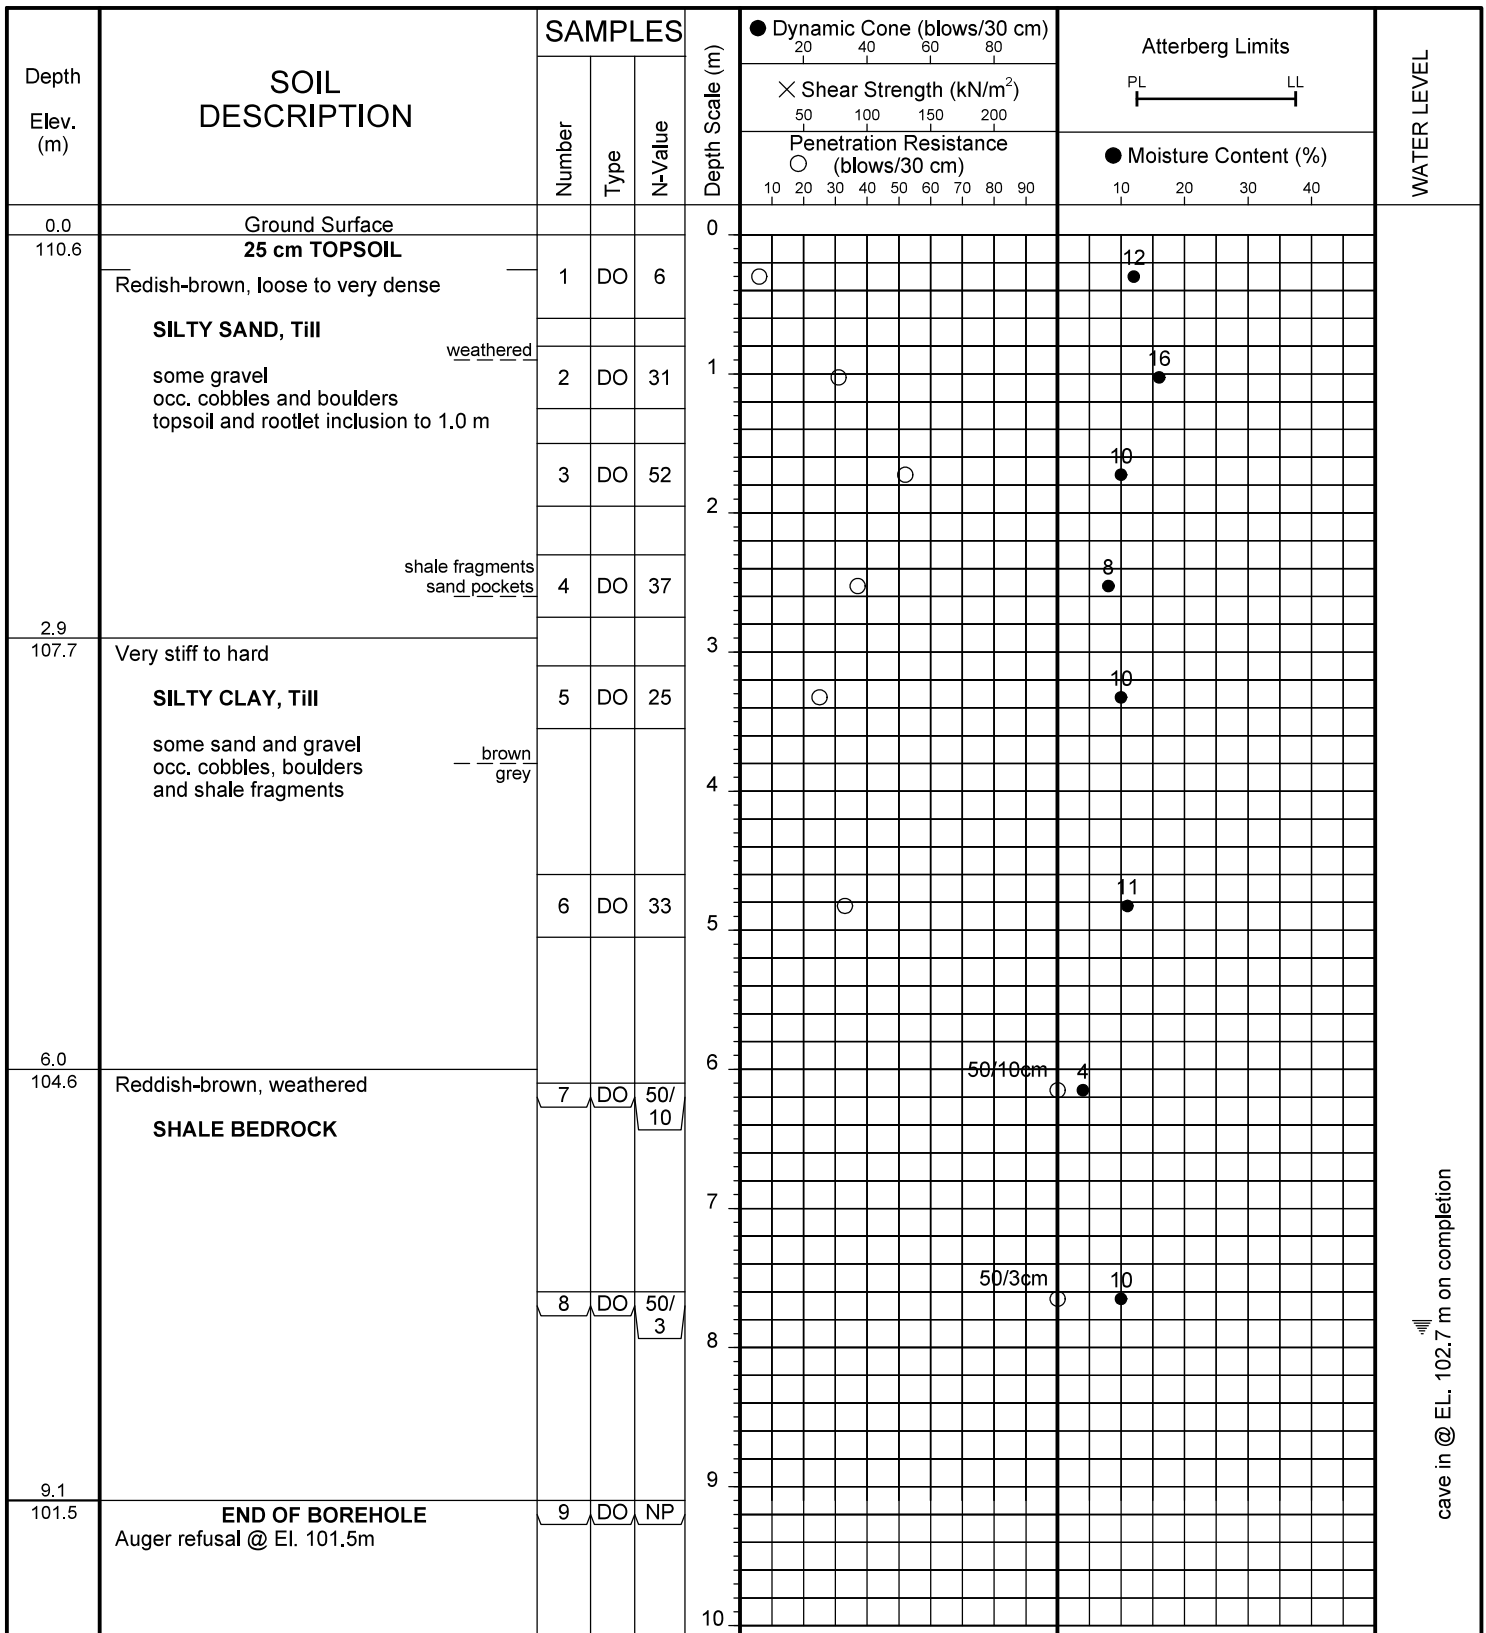 Depth
Elev.
(m)
SOIL
DESCRIPTION
SAMPLES
Number
Type
N-Value
Depth Scale (m)
● Dynamic Cone (blows/30 cm)
20 40 60 80
× Shear Strength (kN/m²)
50 100 150 200
Penetration Resistance
○ (blows/30 cm)
10 20 30 40 50 60 70 80 90
Atterberg Limits
PL LL
● Moisture Content (%)
10 20 30 40
WATER LEVEL
0.0 Ground Surface 0
110.6 25 cm TOPSOIL
12
Redish-brown, loose to very dense 1 DO 6
SILTY SAND, Till
weathered
1
16
some gravel 2 DO 31
occ. cobbles and boulders
topsoil and rootlet inclusion to 1.0 m
10
3 DO 52
2
shale fragments
8
sand pockets 4 DO 37
2.9
3
107.7 Very stiff to hard
10
SILTY CLAY, Till 5 DO 25
some sand and gravel
brown
occ. cobbles, boulders
grey
and shale fragments
4
11
6 DO 33
5
6.0
6
50/10cm 4
104.6 Reddish-brown, weathered
7 DO 50/
10
SHALE BEDROCK
7
50/3cm 10
8 DO 50/
3
8
cave in @ EL. 102.7 m on completion
9
9.1
101.5 END OF BOREHOLE 9 DO NP
Auger refusal @ El. 101.5m
10